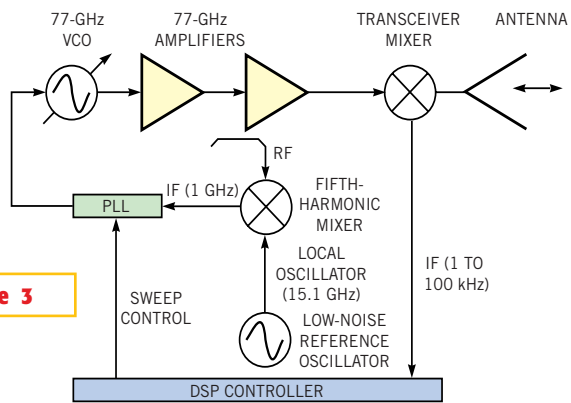 77-GHz
VCO
77-GHz
AMPLIFIERS
TRANSCEIVER
MIXER
ANTENNA
RF
IF (1 GHz)
PLL
FIFTH-
HARMONIC
MIXER
LOCAL
OSCILLATOR
(15.1 GHz)
IF (1 TO
100 kHz)
e 3
SWEEP
CONTROL
LOW-NOISE
REFERENCE
OSCILLATOR
DSP CONTROLLER